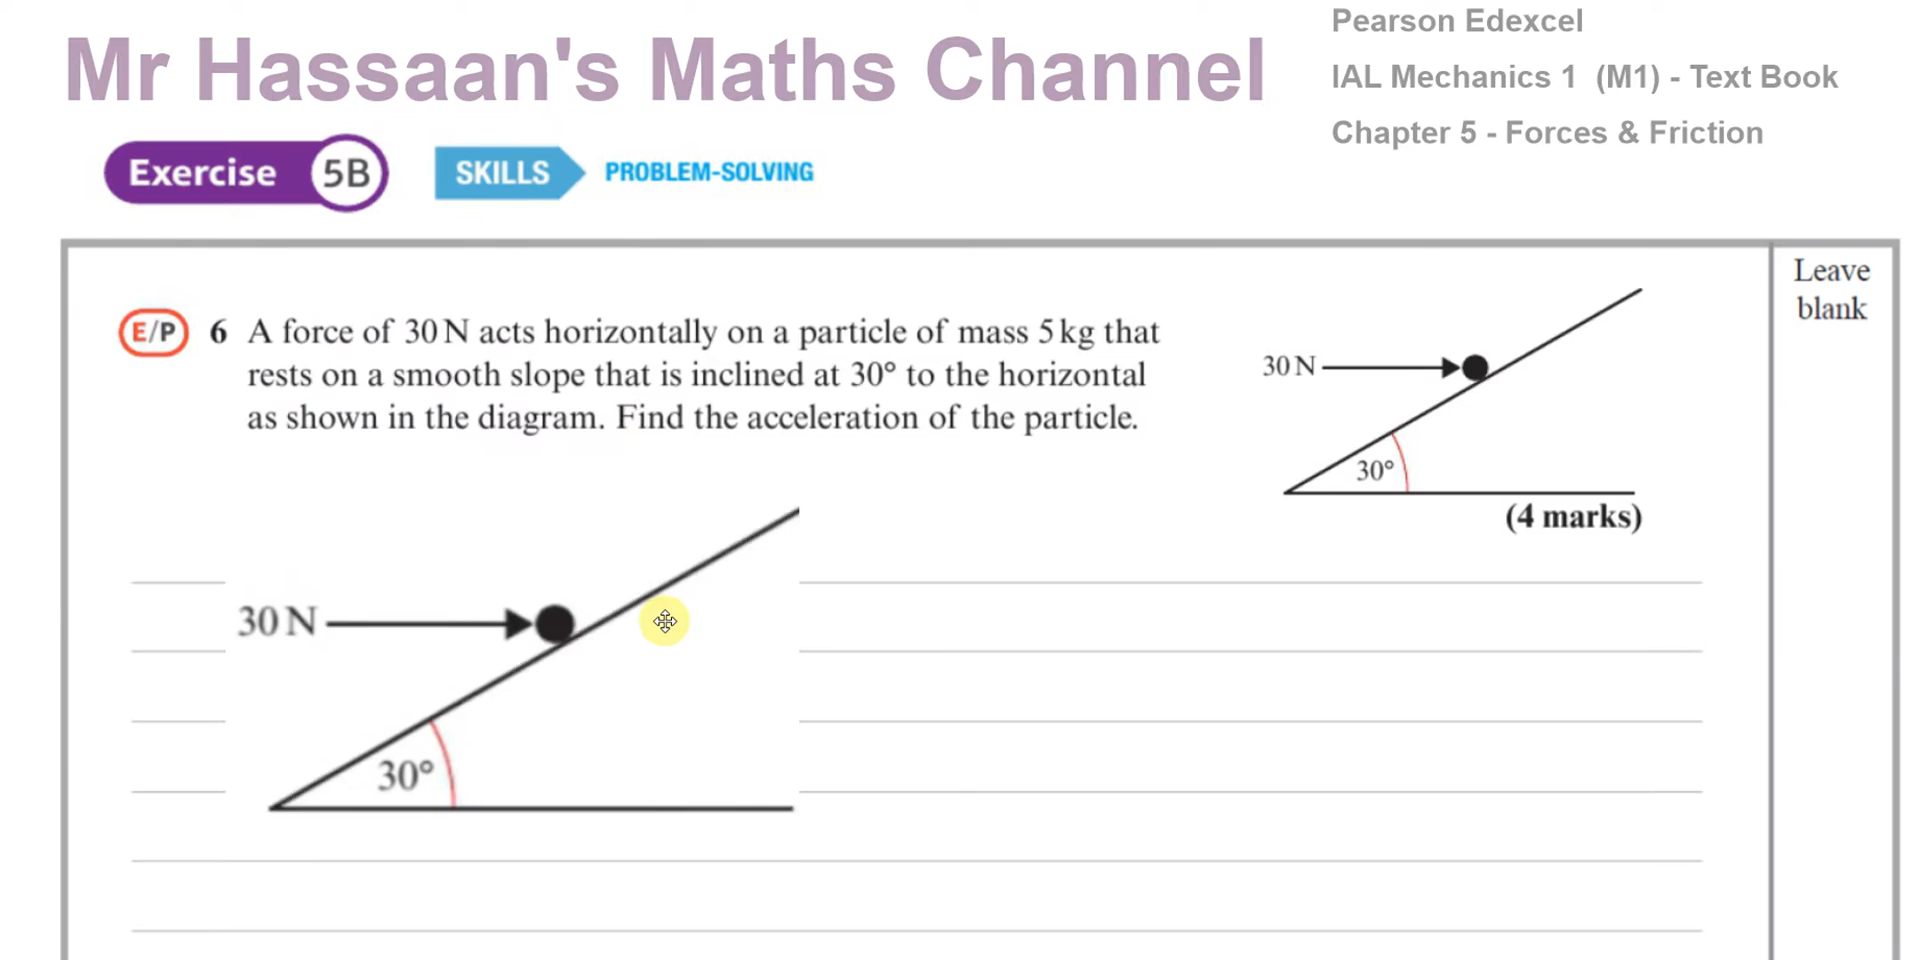 Mr Hassaan's Maths Channel
Pearson Edexcel
IAL Mechanics 1 (M1) - Text Book
Chapter 5 - Forces & Friction
Exercise 5B SKILLS PROBLEM-SOLVING
Leave
blank
E/P 6 A force of 30 N acts horizontally on a particle of mass 5 kg that
rests on a smooth slope that is inclined at 30° to the horizontal
as shown in the diagram. Find the acceleration of the particle.
30 N
30°
(4 marks)
30 N
30°